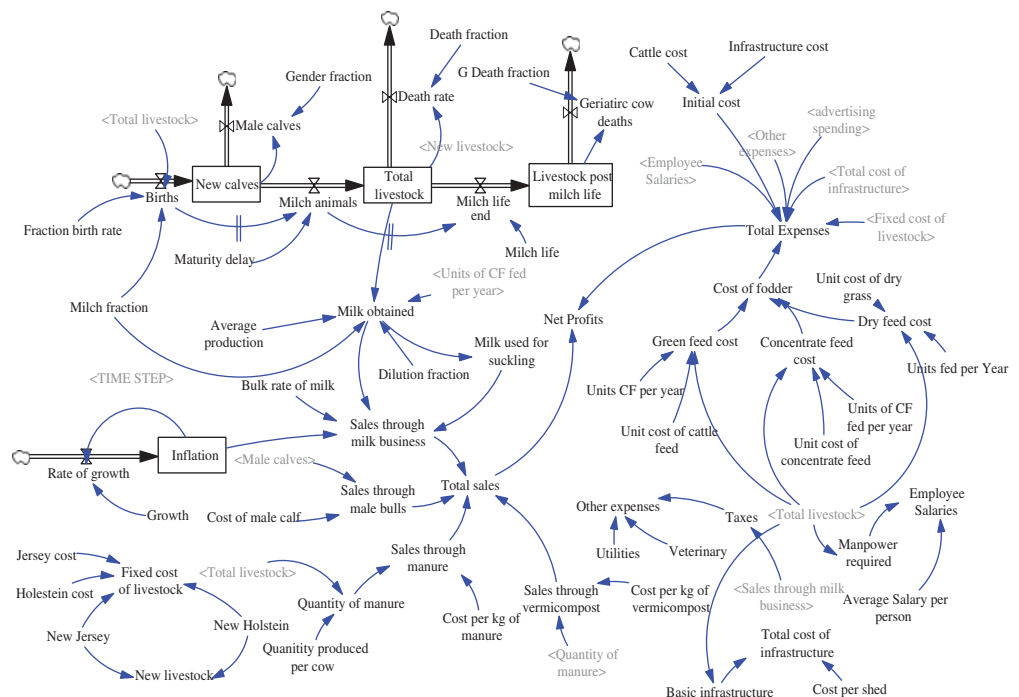 Death fraction
Infrastructure cost
Cattle cost
Gender fraction
G Death fraction
Death rate
Geriatirc cow
deaths
Initial cost
<advertising
spending>
<Total livestock>
Male calves
<Other
expenses>
<New livestock>
<Employee
Salaries>
<Total cost of
infrastructure>
New calves
Total
livestock
Livestock post
milch life
Births
Milch animals
Milch life
end
<Fixed cost of
livestock>
Fraction birth rate
Total Expenses
Milch life
Maturity delay
<Units of CF fed
per year>
Unit cost of dry
grass
Cost of fodder
Milch fraction
Milk obtained
Net Profits
Dry feed cost
Average
production
Milk used for
suckling
Green feed cost
Concentrate feed
cost
<TIME STEP>
Dilution fraction
Units fed per Year
Bulk rate of milk
Units CF per year
Units of CF
fed per year
Sales through
milk business
Unit cost of cattle
feed
Unit cost of
concentrate feed
Inflation
<Male calves>
Rate of growth
Total sales
Sales through
male bulls
Growth
Cost of male calf
Other expenses
Taxes
<Total livestock>
Employee
Salaries
Jersey cost
Sales through
manure
Utilities
Veterinary
Manpower
required
Fixed cost
of livestock
<Total livestock>
Holestein cost
Quantity of manure
Sales through
vermicompost
Cost per kg of
vermicompost
<Sales through milk
business>
Average Salary per
person
New Jersey
New Holstein
Cost per kg of
manure
Quanitity produced
per cow
Total cost of
infrastructure
<Quantity of
manure>
New livestock
Basic infrastructure
Cost per shed